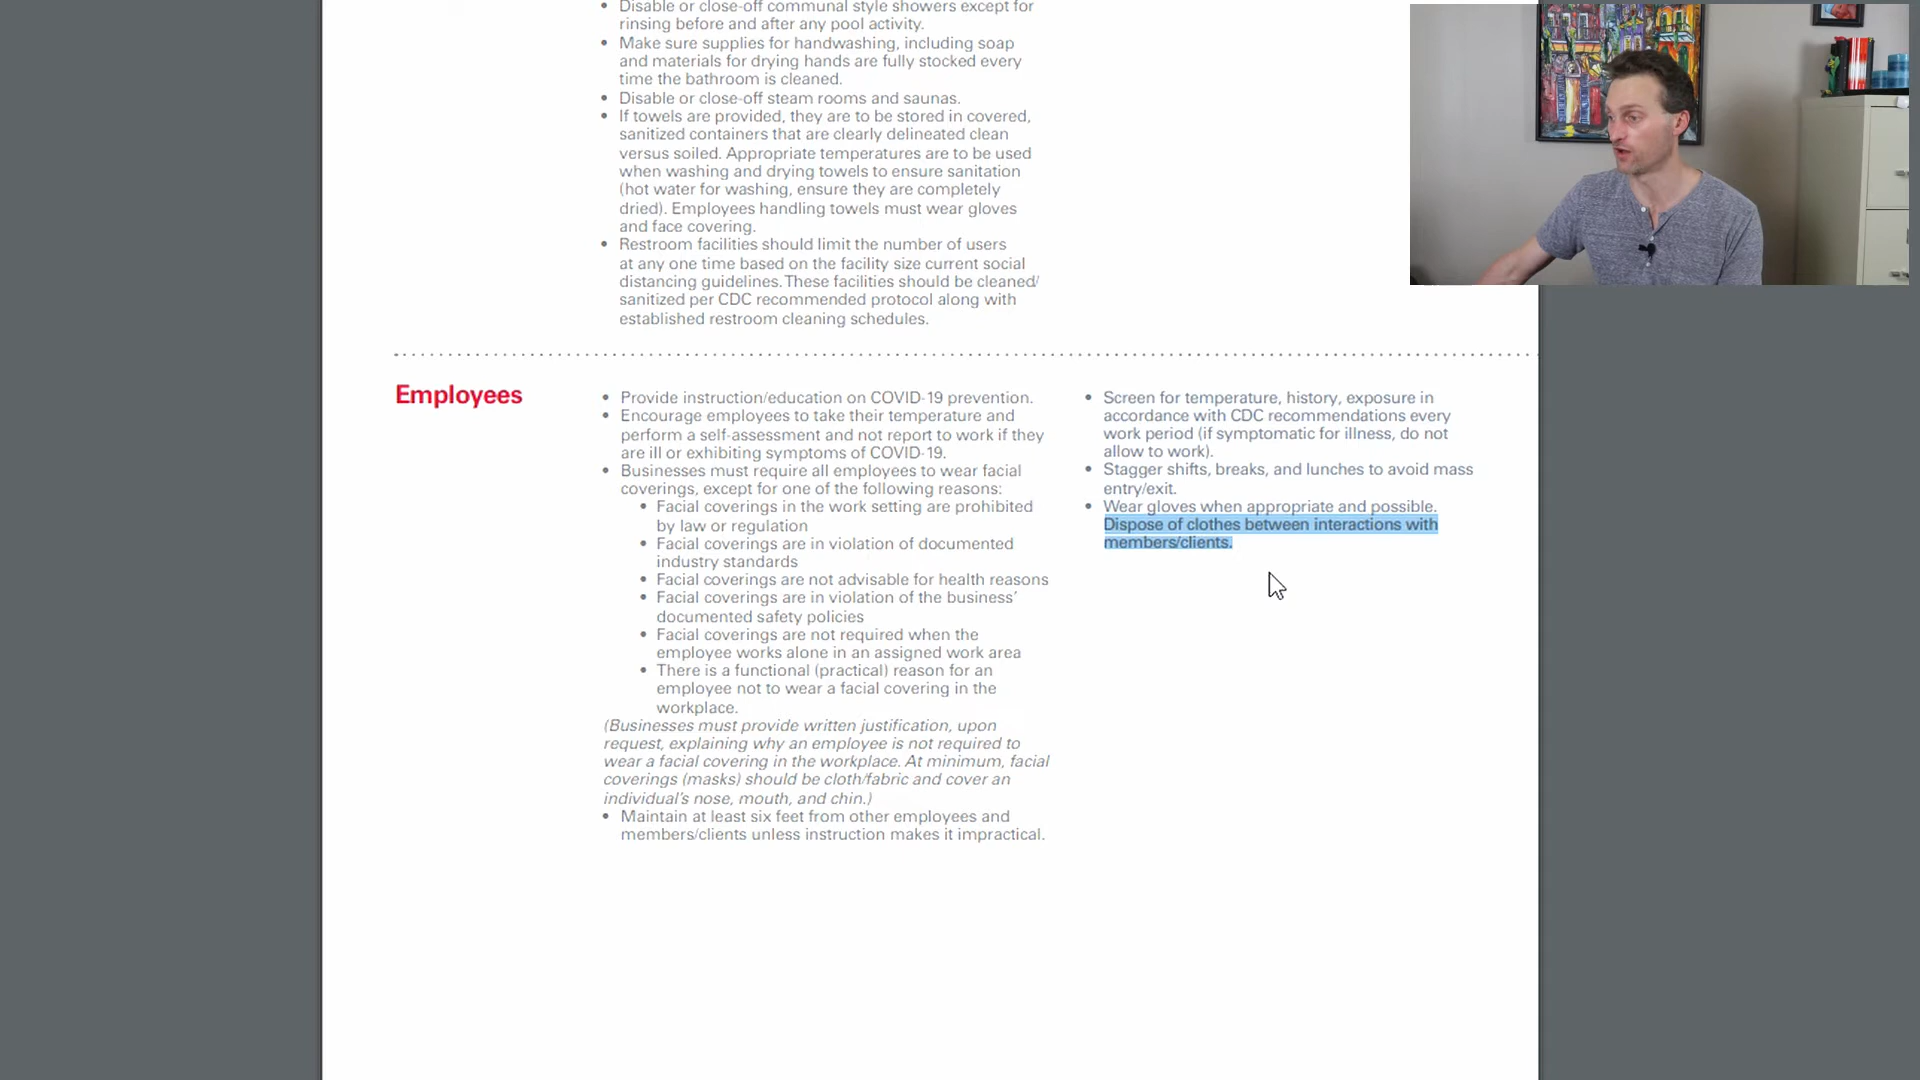 Disable or close-off communal style showers except for
rinsing before and after any pool activity.
• Make sure supplies for handwashing, including soap
and materials for drying hands are fully stocked every
time the bathroom is cleaned.
• Disable or close-off steam rooms and saunas.
• If towels are provided, they are to be stored in covered,
sanitized containers that are clearly delineated clean
versus soiled. Appropriate temperatures are to be used
when washing and drying towels to ensure sanitation
(hot water for washing, ensure they are completely
dried). Employees handling towels must wear gloves
and face covering.
• Restroom facilities should limit the number of users
at any one time based on the facility size current social
distancing guidelines. These facilities should be cleaned/
sanitized per CDC recommended protocol along with
established restroom cleaning schedules.
Employees
• Provide instruction/education on COVID-19 prevention.
• Encourage employees to take their temperature and
perform a self-assessment and not report to work if they
are ill or exhibiting symptoms of COVID-19.
• Businesses must require all employees to wear facial
coverings, except for one of the following reasons:
• Facial coverings in the work setting are prohibited
by law or regulation
• Facial coverings are in violation of documented
industry standards
• Facial coverings are not advisable for health reasons
• Facial coverings are in violation of the business'
documented safety policies
• Facial coverings are not required when the
employee works alone in an assigned work area
• There is a functional (practical) reason for an
employee not to wear a facial covering in the
workplace.
(Businesses must provide written justification, upon
request, explaining why an employee is not required to
wear a facial covering in the workplace. At minimum, facial
coverings (masks) should be cloth/fabric and cover an
individual's nose, mouth, and chin.)
• Maintain at least six feet from other employees and
members/clients unless instruction makes it impractical.
• Screen for temperature, history, exposure in
accordance with CDC recommendations every
work period (if symptomatic for illness, do not
allow to work).
• Stagger shifts, breaks, and lunches to avoid mass
entry/exit.
• Wear gloves when appropriate and possible.
Dispose of clothes between interactions with
members/clients.